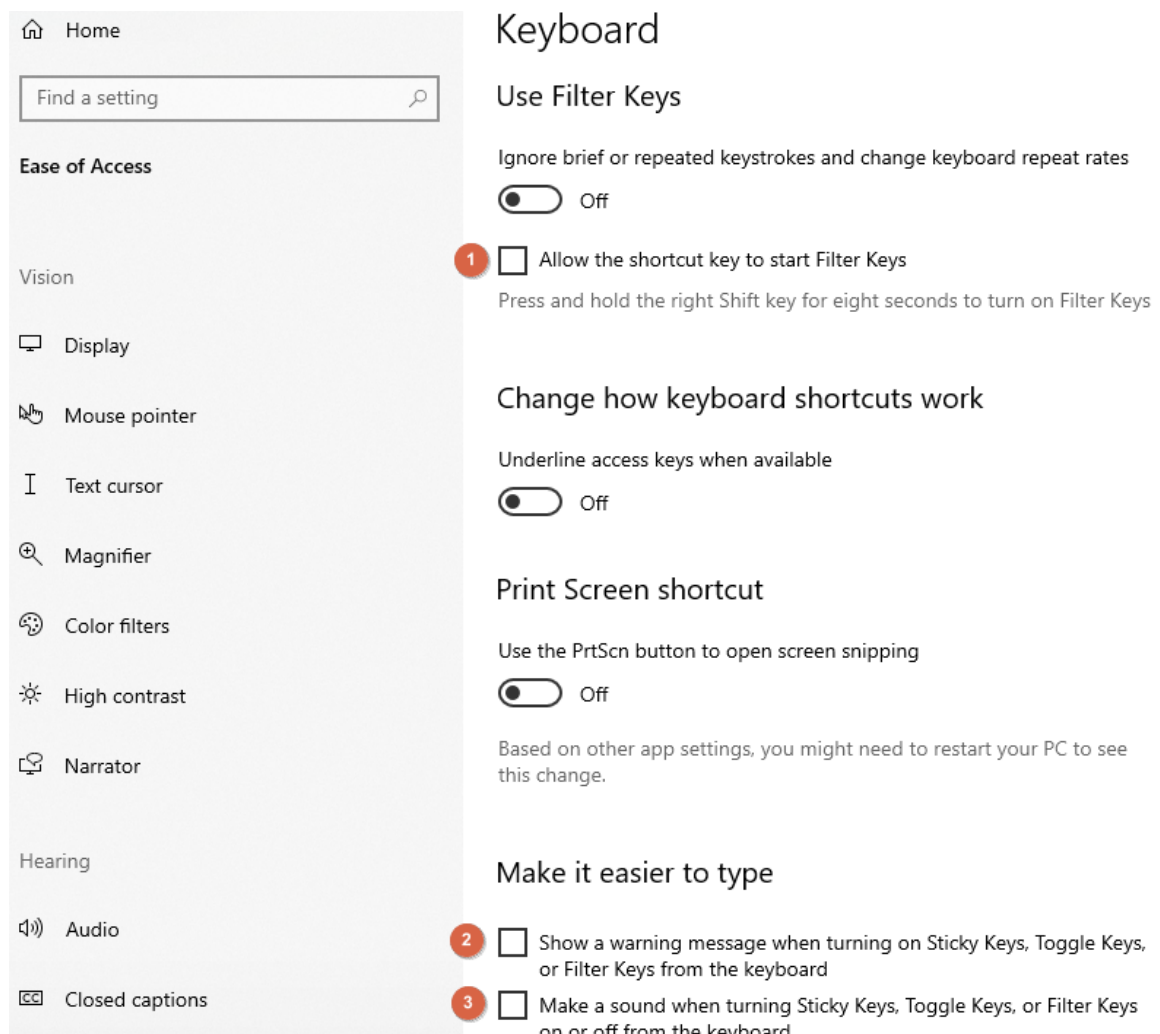 Home
Find a setting
Ease of Access
Vision
Display
Mouse pointer
Text cursor
Magnifier
Color filters
High contrast
Narrator
Hearing
Audio
CC Closed captions
Keyboard
Use Filter Keys
Ignore brief or repeated keystrokes and change keyboard repeat rates
Off
1 Allow the shortcut key to start Filter Keys
Press and hold the right Shift key for eight seconds to turn on Filter Keys
Change how keyboard shortcuts work
Underline access keys when available
Off
Print Screen shortcut
Use the PrtScn button to open screen snipping
Off
Based on other app settings, you might need to restart your PC to see
this change.
Make it easier to type
2 Show a warning message when turning on Sticky Keys, Toggle Keys,
or Filter Keys from the keyboard
3 Make a sound when turning Sticky Keys, Toggle Keys, or Filter Keys
on or off from the keyboard